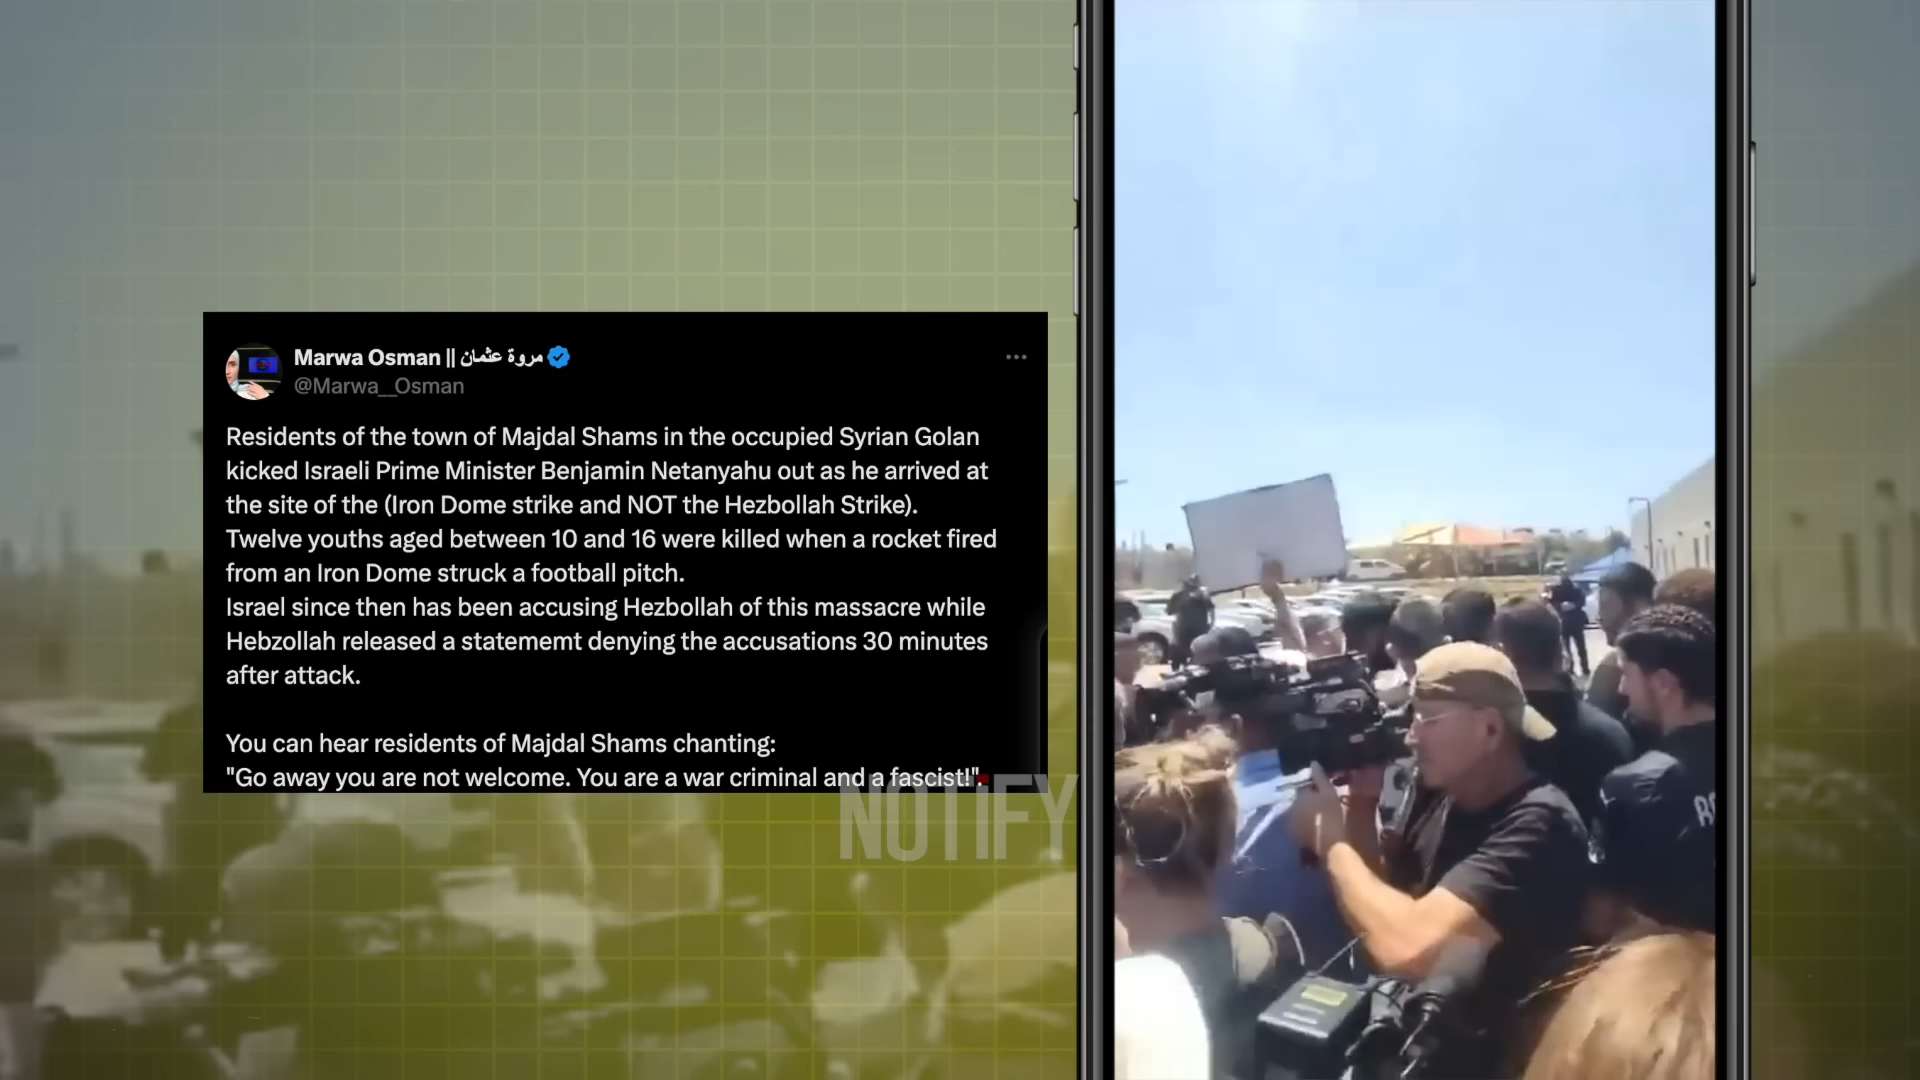 Marwa Osman || مروة عثمان
@Marwa__Osman
Residents of the town of Majdal Shams in the occupied Syrian Golan
kicked Israeli Prime Minister Benjamin Netanyahu out as he arrived at
the site of the (Iron Dome strike and NOT the Hezbollah Strike).
Twelve youths aged between 10 and 16 were killed when a rocket fired
from an Iron Dome struck a football pitch.
Israel since then has been accusing Hezbollah of this massacre while
Hebzollah released a statememt denying the accusations 30 minutes
after attack.
You can hear residents of Majdal Shams chanting:
"Go away you are not welcome. You are a war criminal and a fascist!".
NOTIFY